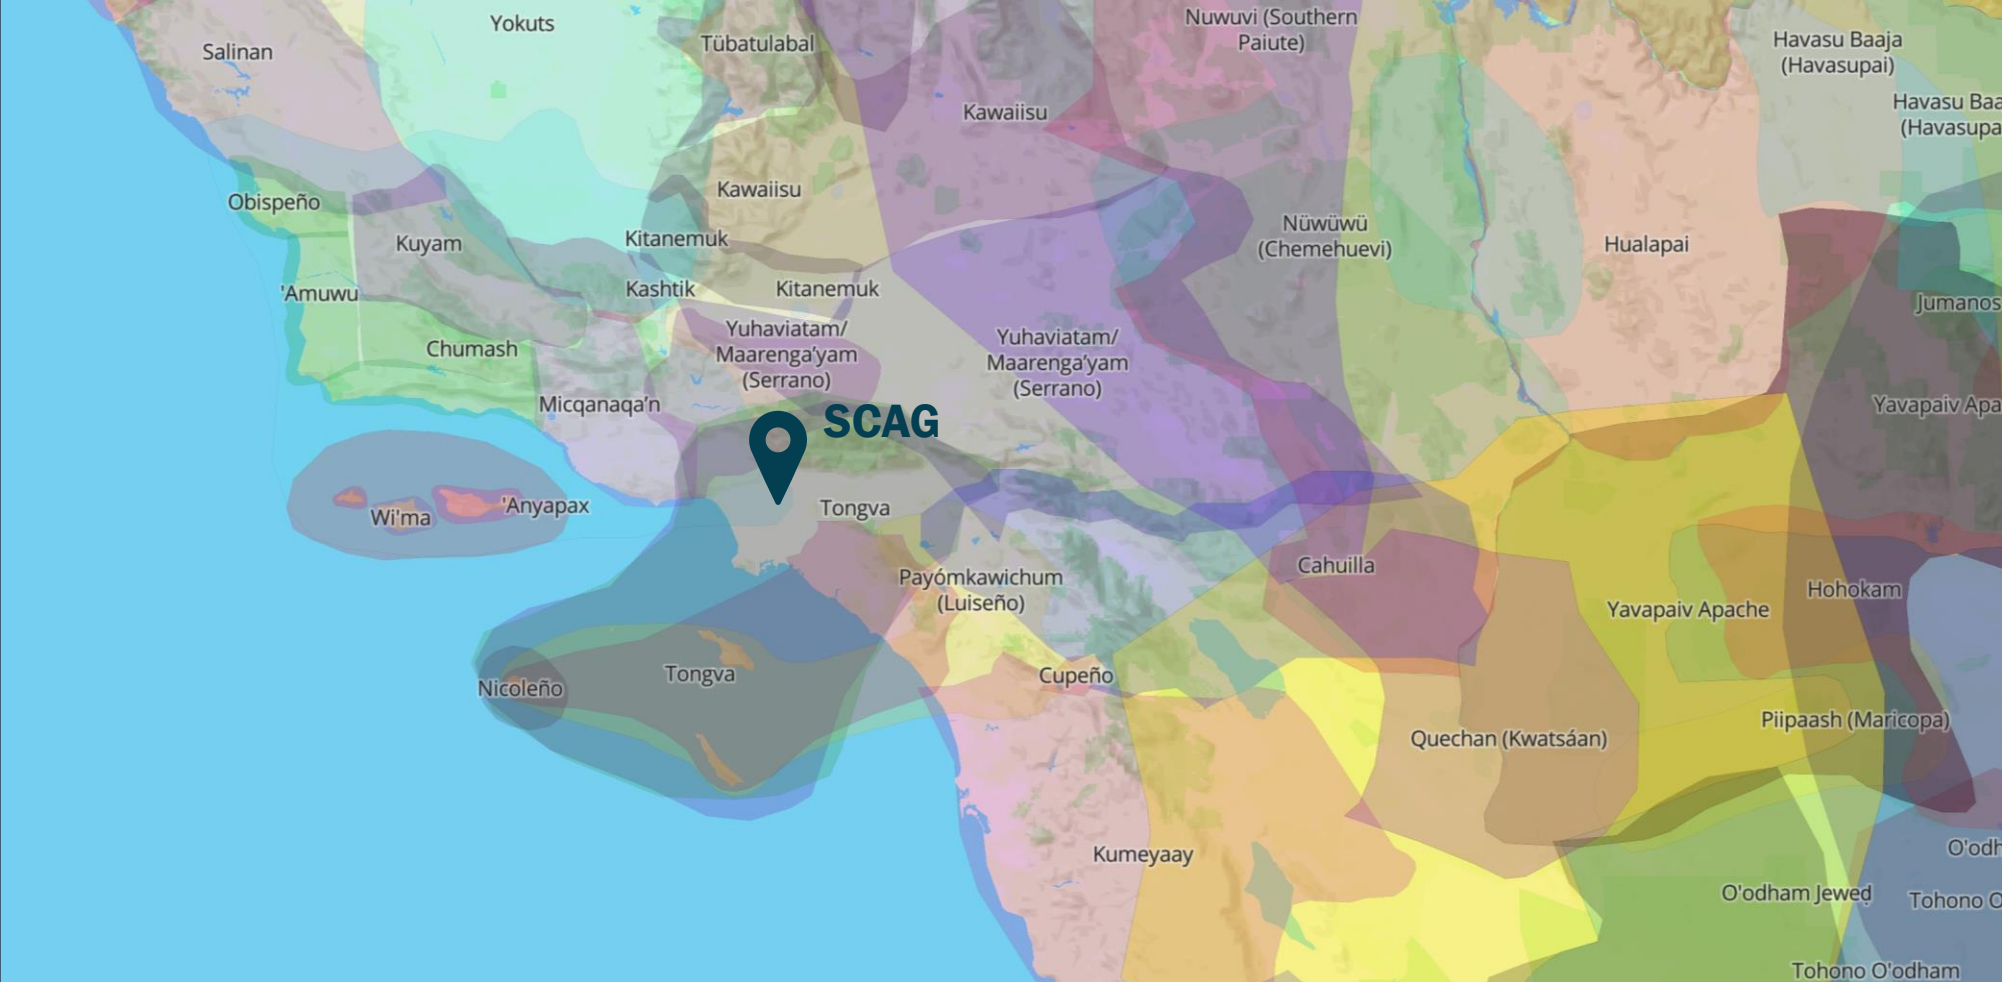 Yokuts
Nuwuvi (Southern
Paiute)
Salinan
Tübatulabal
Havasu Baaja
(Havasupai)
Havasu Baa
(Havasupa
Kawaiisu
Kawaiisu
Obispeño
Kuyam
Kitanemuk
Nüwüwü
(Chemehuevi)
Hualapai
'Amuwu
Kashtik
Kitanemuk
Jumanos
Yuhaviatam/
Maarenga'yam
(Serrano)
Yuhaviatam/
Maarenga'yam
(Serrano)
Chumash
Micqanaqa'n
Yavapaiv Apa
SCAG
Wi'ma
'Anyapax
Tongva
Cahuilla
Payómkawichum
(Luiseño)
Yavapaiv Apache
Hohokam
Nicoleño
Tongva
Cupeño
Quechan (Kwatsáan)
Piipaash (Maricopa)
Kumeyaay
O'odh
O'odham Jeweḍ
Tohono O
Tohono O'odham